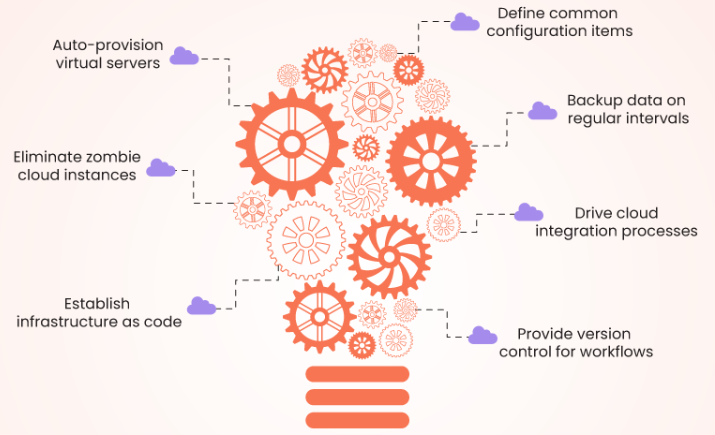 Auto-provision
virtual servers
Eliminate zombie
cloud instances
Establish
infrastructure as code
Define common
configuration items
Backup data on
regular intervals
Drive cloud
integration processes
Provide version
control for workflows